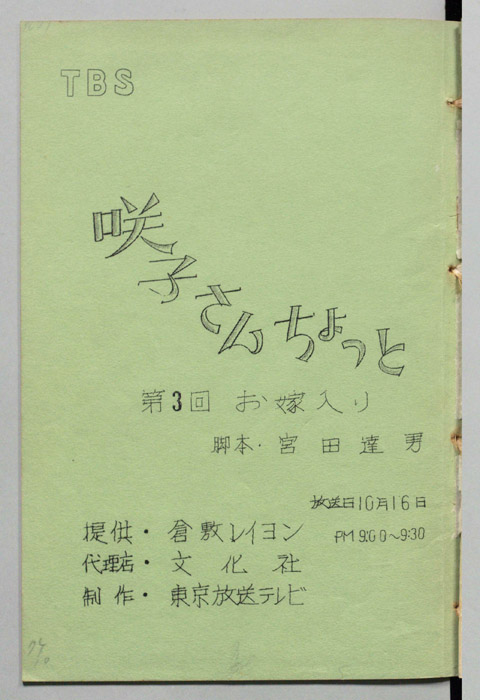 TBS
咲子さんちょっと
第3回 お嫁入り
脚本・宮田達男
放送日10月16日
PM 9:00～9:30
提供・倉敷レイヨン
代理店・文化社
制作・東京放送テレビ